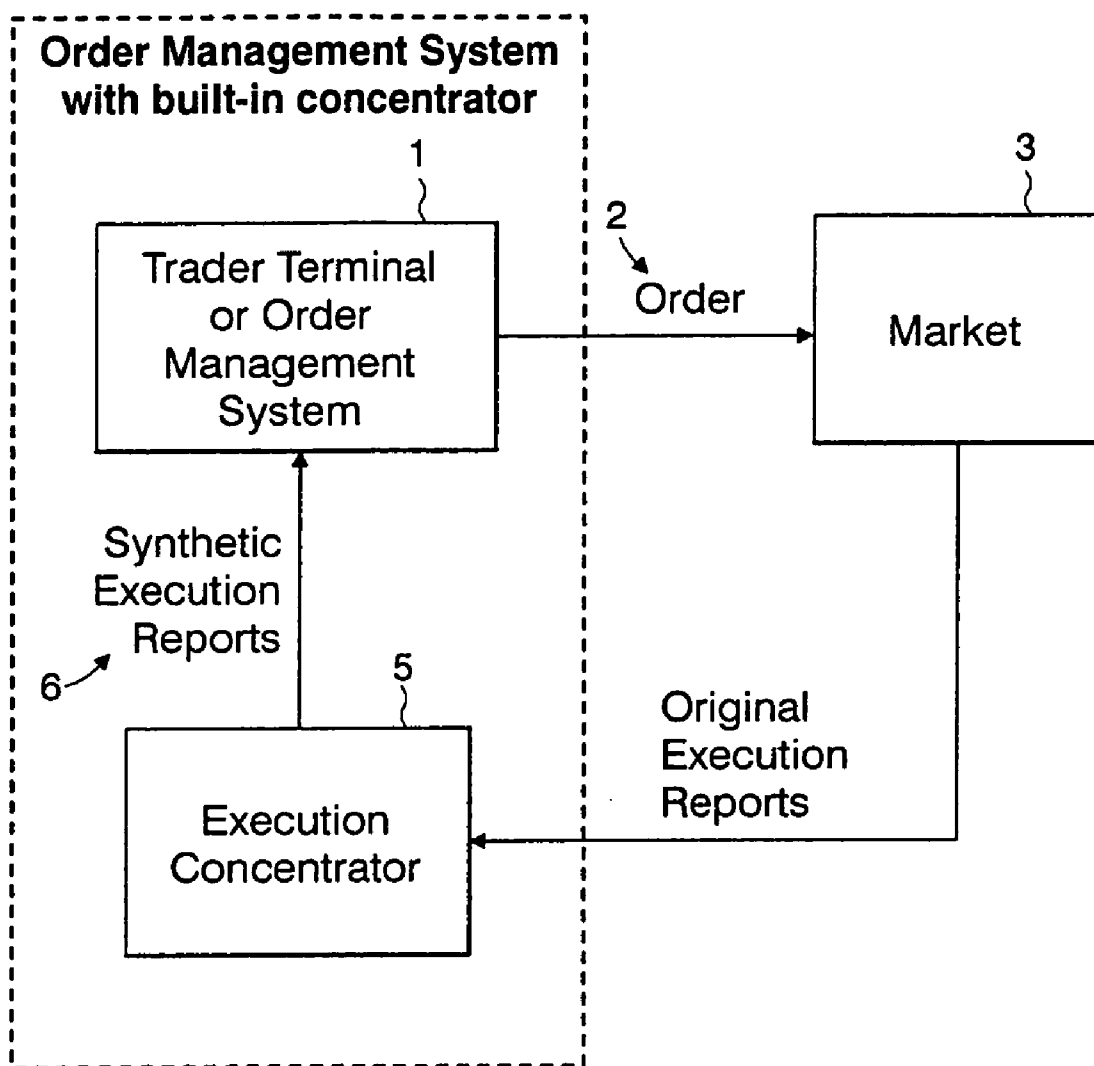 Order Management System
with built-in concentrator
1
Trader Terminal
or Order
Management
System
2
Order
3
Market
Synthetic
Execution
Reports
6
5
Execution
Concentrator
Original
Execution
Reports